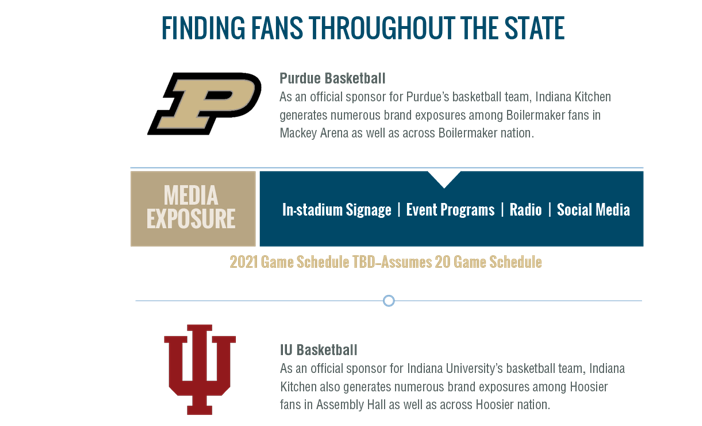 FINDING FANS THROUGHOUT THE STATE
P
Purdue Basketball
As an official sponsor for Purdue's basketball team, Indiana Kitchen
generates numerous brand exposures among Boilermaker fans in
Mackey Arena as well as across Boilermaker nation.
MEDIA
EXPOSURE
In-stadium Signage | Event Programs | Radio | Social Media
2021 Game Schedule TBD–Assumes 20 Game Schedule
IU
IU Basketball
As an official sponsor for Indiana University's basketball team, Indiana
Kitchen also generates numerous brand exposures among Hoosier
fans in Assembly Hall as well as across Hoosier nation.